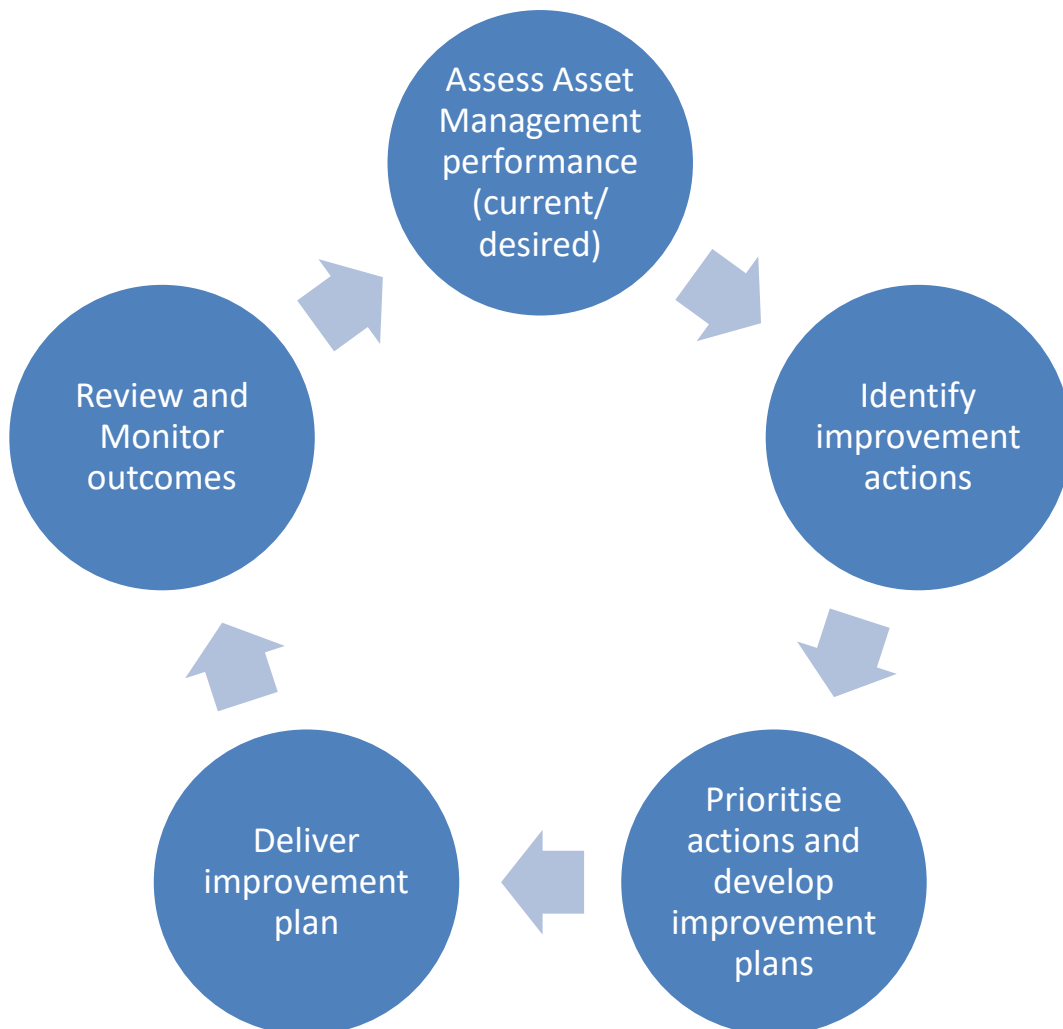 Assess Asset
Management
performance
(current/
desired)
Identify
improvement
actions
Prioritise
actions and
develop
improvement
plans
Deliver
improvement
plan
Review and
Monitor
outcomes